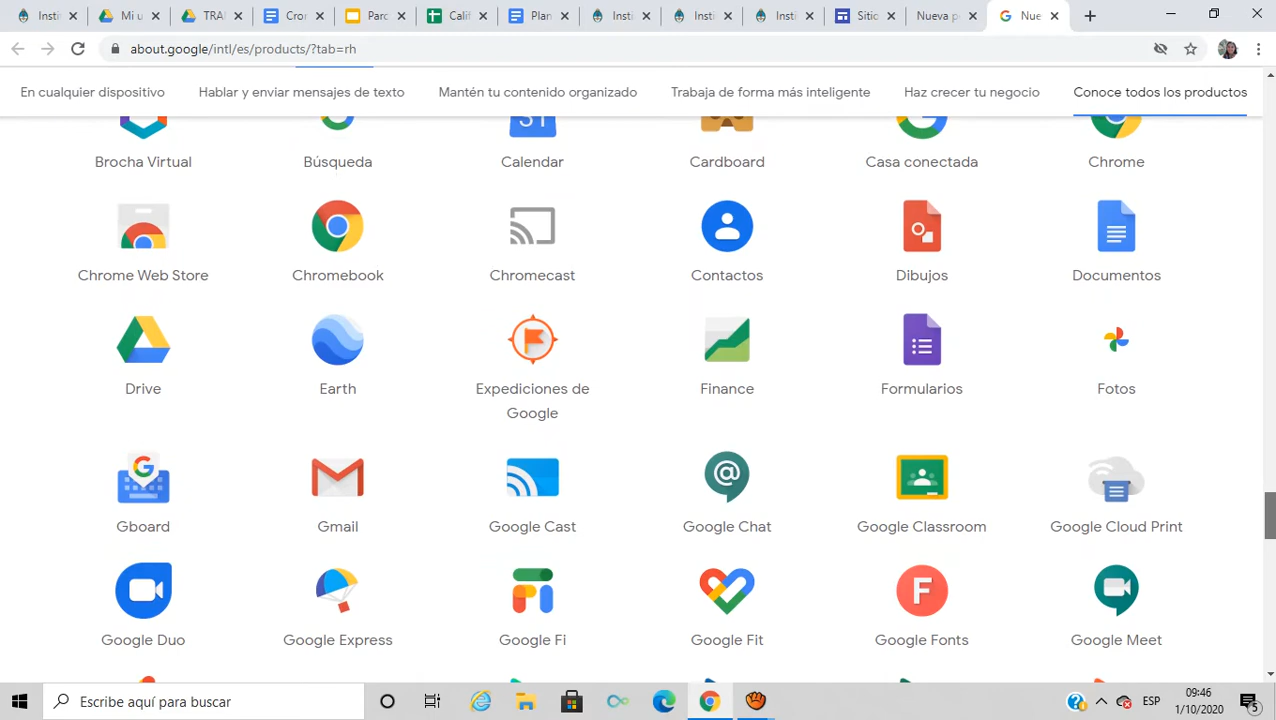 Insti
Mi u
TRA
Cror
Parc
Calif
Plan
Insti
Insti
Insti
Sitio
Nueva p
Nue
about.google/intl/es/products/?tab=rh
En cualquier dispositivo Hablar y enviar mensajes de texto Mantén tu contenido organizado Trabaja de forma más inteligente Haz crecer tu negocio Conoce todos los productos
31
Brocha Virtual Búsqueda Calendar Cardboard Casa conectada Chrome
Chrome Web Store Chromebook Chromecast Contactos Dibujos Documentos
Drive Earth Expediciones de Finance Formularios Fotos
Google
G
@
Gboard Gmail Google Cast Google Chat Google Classroom Google Cloud Print
F
Google Duo Google Express Google Fi Google Fit Google Fonts Google Meet
Escribe aquí para buscar
ESP
09:46
1/10/2020
5